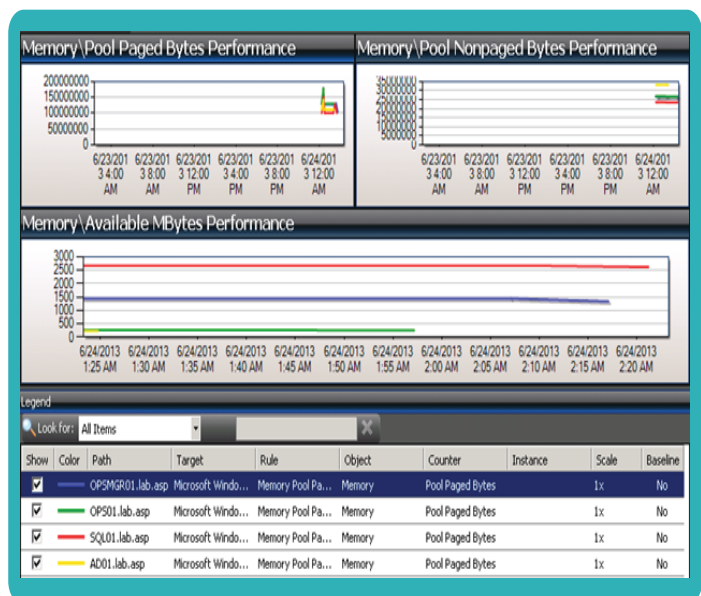 Memory\Pool Paged Bytes Performance
200000000
150000000
100000000
50000000
0
6/23/201 6/23/201 6/23/201 6/23/201 6/23/201 6/24/201
3 4:00 3 8:00 3 12:00 3 4:00 3 8:00 3 12:00
AM AM PM PM PM AM
Memory\Pool Nonpaged Bytes Performance
35000000
30000000
5000000
0
6/23/201 6/23/201 6/23/201 6/23/201 6/23/201 6/24/201
3 4:00 3 8:00 3 12:00 3 4:00 3 8:00 3 12:00
AM AM PM PM PM AM
Memory\Available MBytes Performance
3000
2500
2000
1500
1000
500
0
6/24/2013 6/24/2013 6/24/2013 6/24/2013 6/24/2013 6/24/2013 6/24/2013 6/24/2013 6/24/2013 6/24/2013 6/24/2013 6/24/2013
1:25 AM 1:30 AM 1:35 AM 1:40 AM 1:45 AM 1:50 AM 1:55 AM 2:00 AM 2:05 AM 2:10 AM 2:15 AM 2:20 AM
Legend
Look for: All Items
Show Color Path Target Rule Object Counter Instance Scale Baseline
OPSMGR01.lab.asp Microsoft Windo... Memory Pool Pa... Memory Pool Paged Bytes 1x No
OPS01.lab.asp Microsoft Windo... Memory Pool Pa... Memory Pool Paged Bytes 1x No
SQL01.lab.asp Microsoft Windo... Memory Pool Pa... Memory Pool Paged Bytes 1x No
AD01.lab.asp Microsoft Windo... Memory Pool Pa... Memory Pool Paged Bytes 1x No